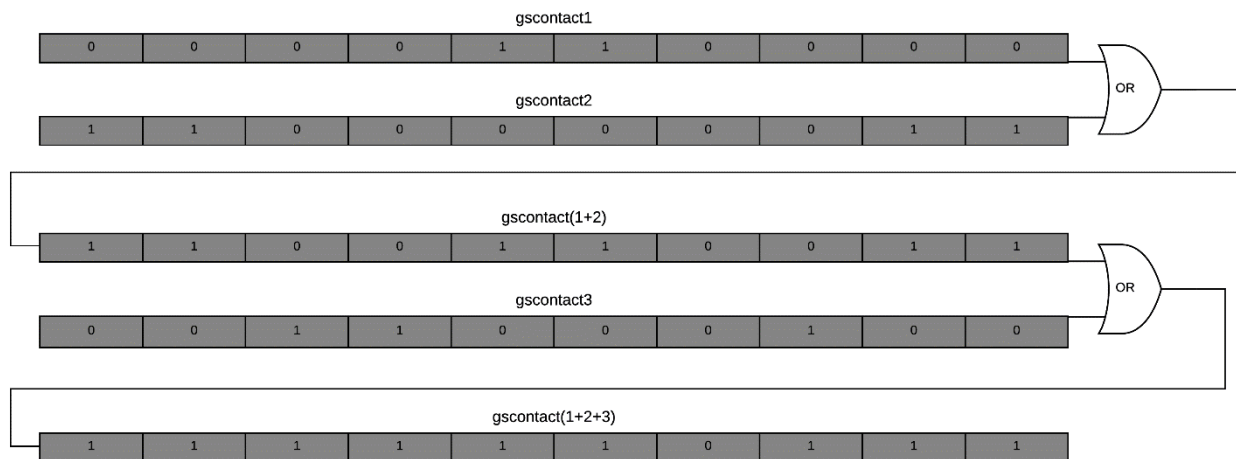 gscontact1
0 0 0 0 1 1 0 0 0 0
OR
gscontact2
1 1 0 0 0 0 0 0 1 1
gscontact(1+2)
1 1 0 0 1 1 0 0 1 1
OR
gscontact3
0 0 1 1 0 0 0 1 0 0
gscontact(1+2+3)
1 1 1 1 1 1 0 1 1 1